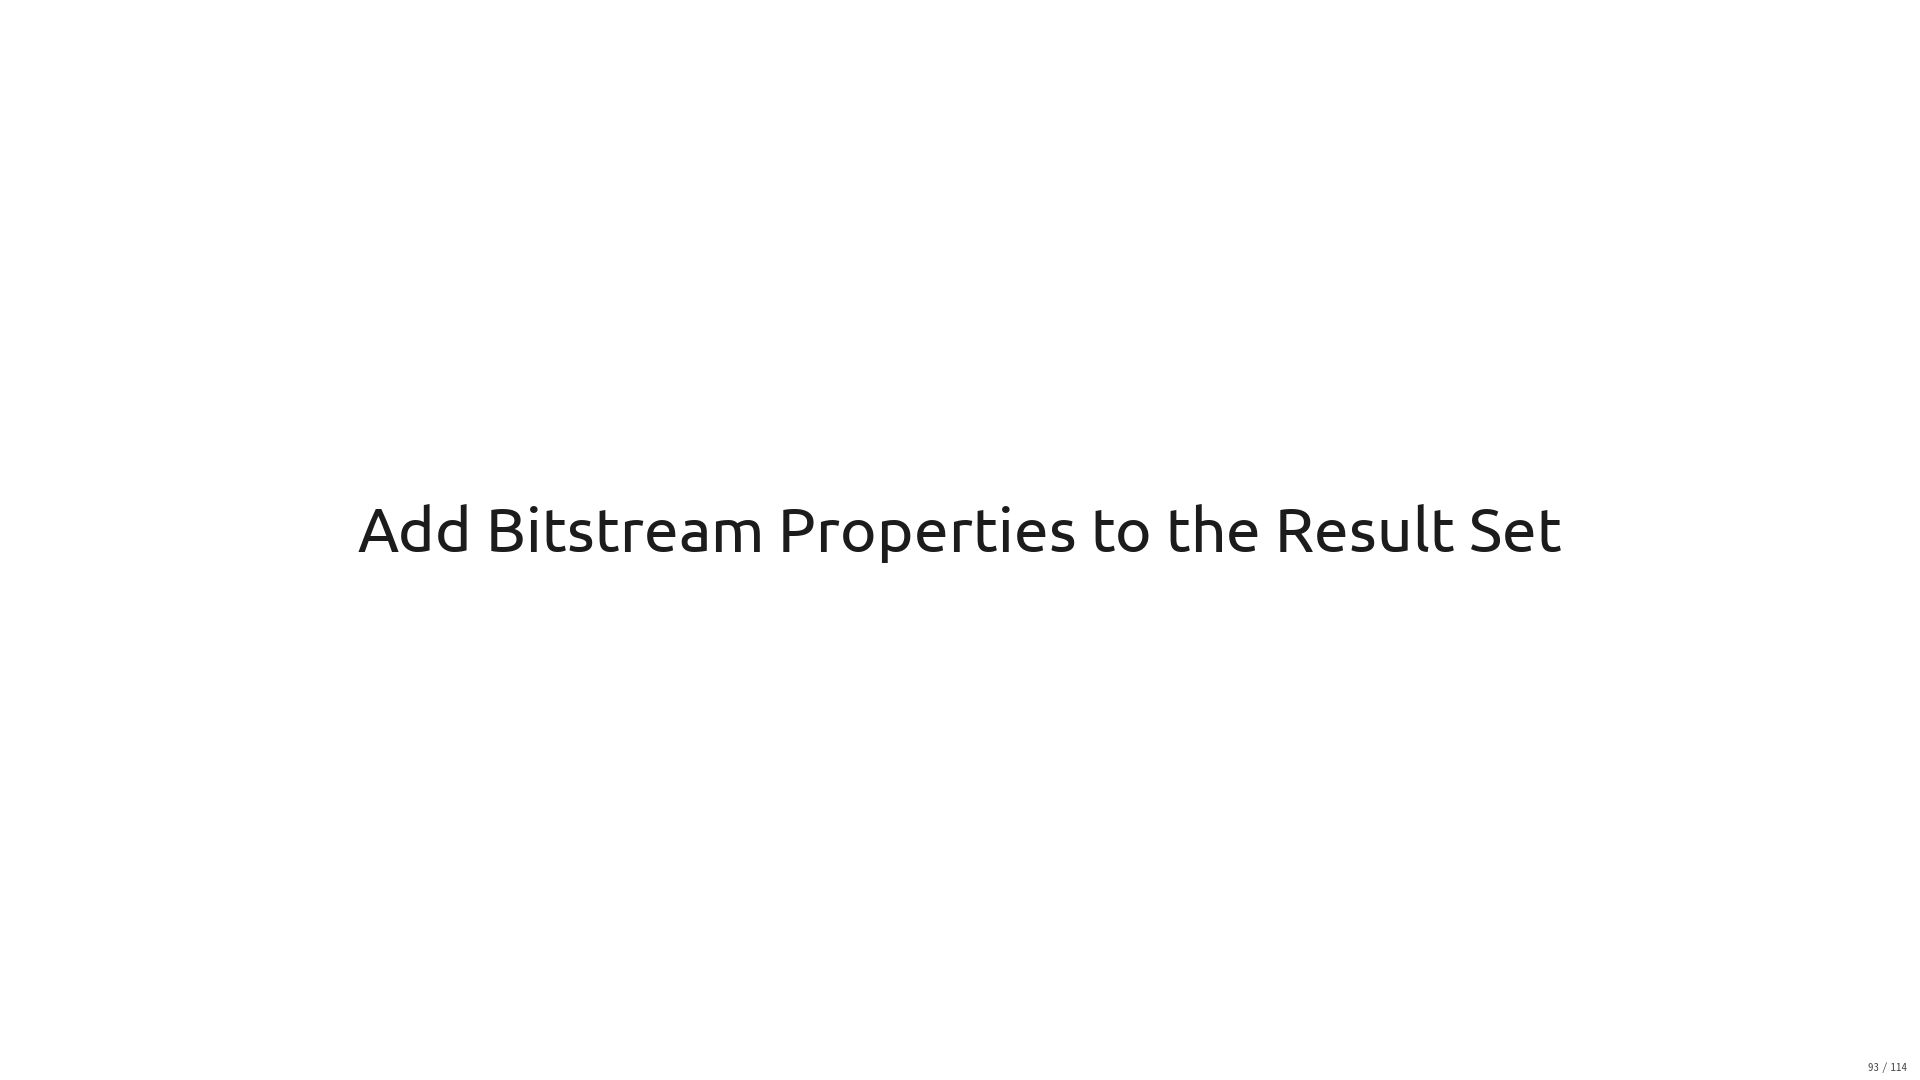 Add Bitstream Properties to the Result Set
93 / 114